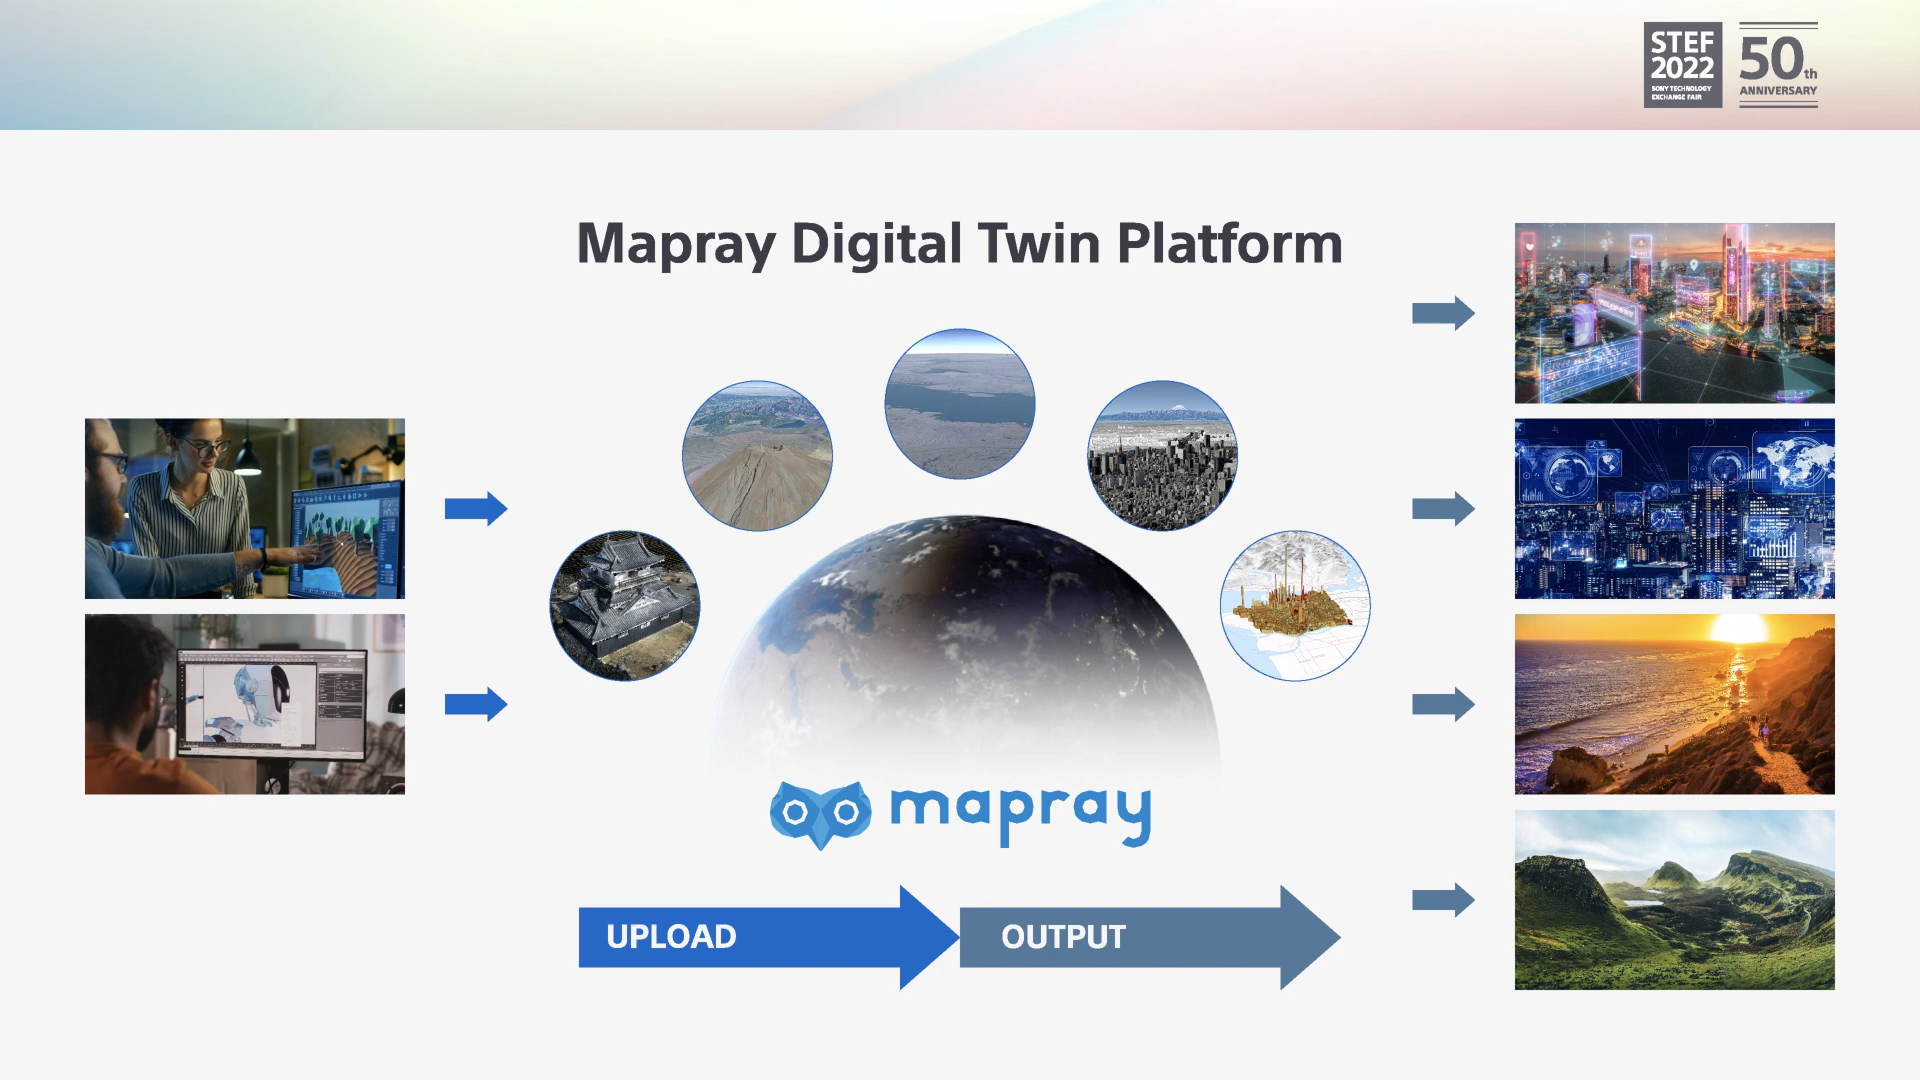 STEF
2022
SONY TECHNOLOGY
EXCHANGE FAIR
50th
ANNIVERSARY
Mapray Digital Twin Platform
mapray
UPLOAD
OUTPUT